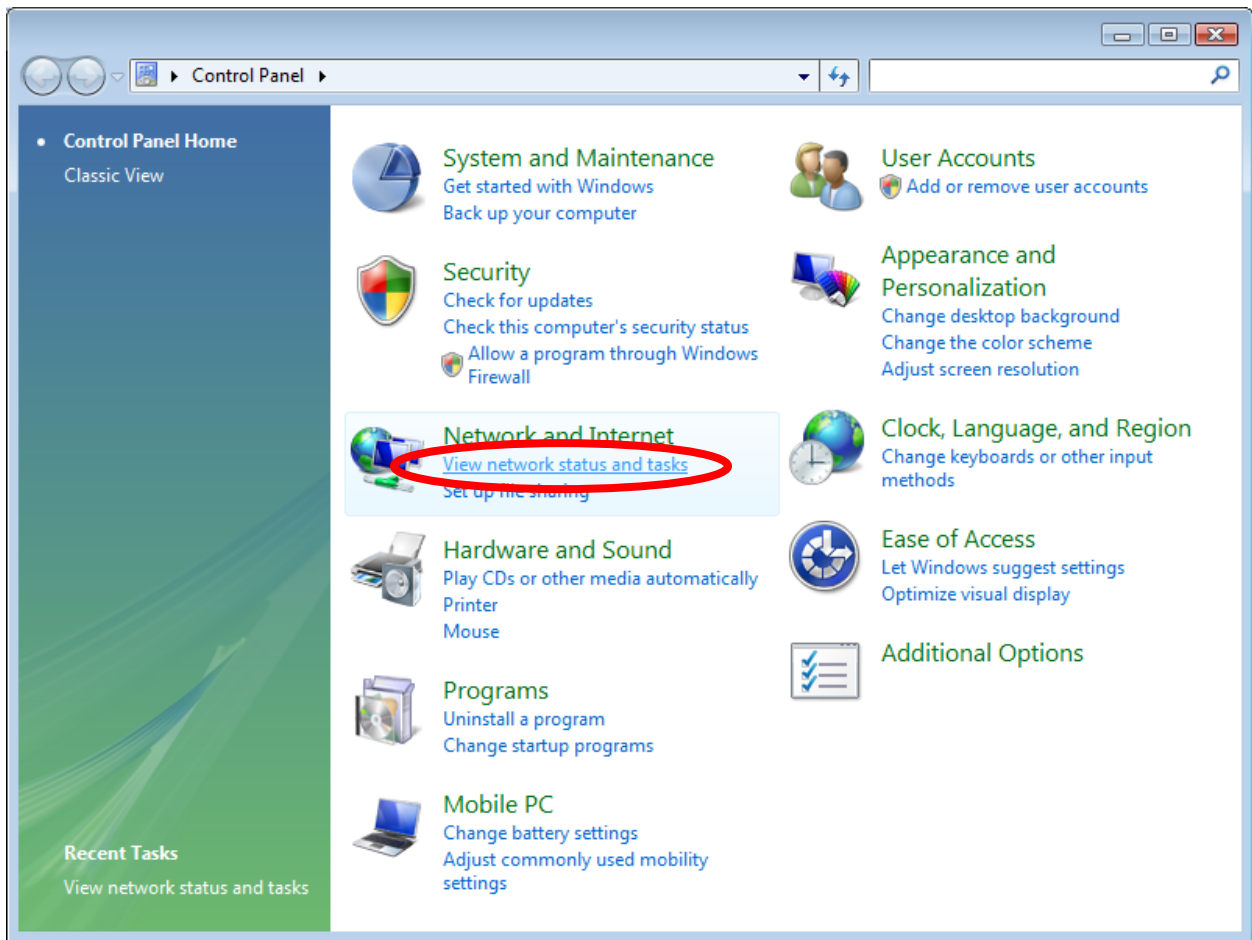 Control Panel
Control Panel Home
Classic View
System and Maintenance
Get started with Windows
Back up your computer
Security
Check for updates
Check this computer's security status
Allow a program through Windows
Firewall
Network and Internet
View network status and tasks
Set up file sharing
Hardware and Sound
Play CDs or other media automatically
Printer
Mouse
Programs
Uninstall a program
Change startup programs
Mobile PC
Change battery settings
Adjust commonly used mobility
settings
User Accounts
Add or remove user accounts
Appearance and
Personalization
Change desktop background
Change the color scheme
Adjust screen resolution
Clock, Language, and Region
Change keyboards or other input
methods
Ease of Access
Let Windows suggest settings
Optimize visual display
Additional Options
Recent Tasks
View network status and tasks